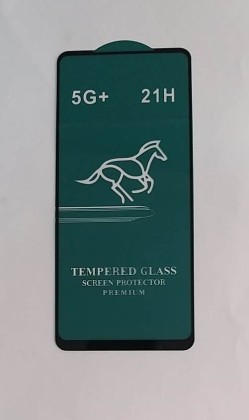 5G+ 21H
TEMPERED GLASS
SCREEN PROTECTOR
PREMIUM